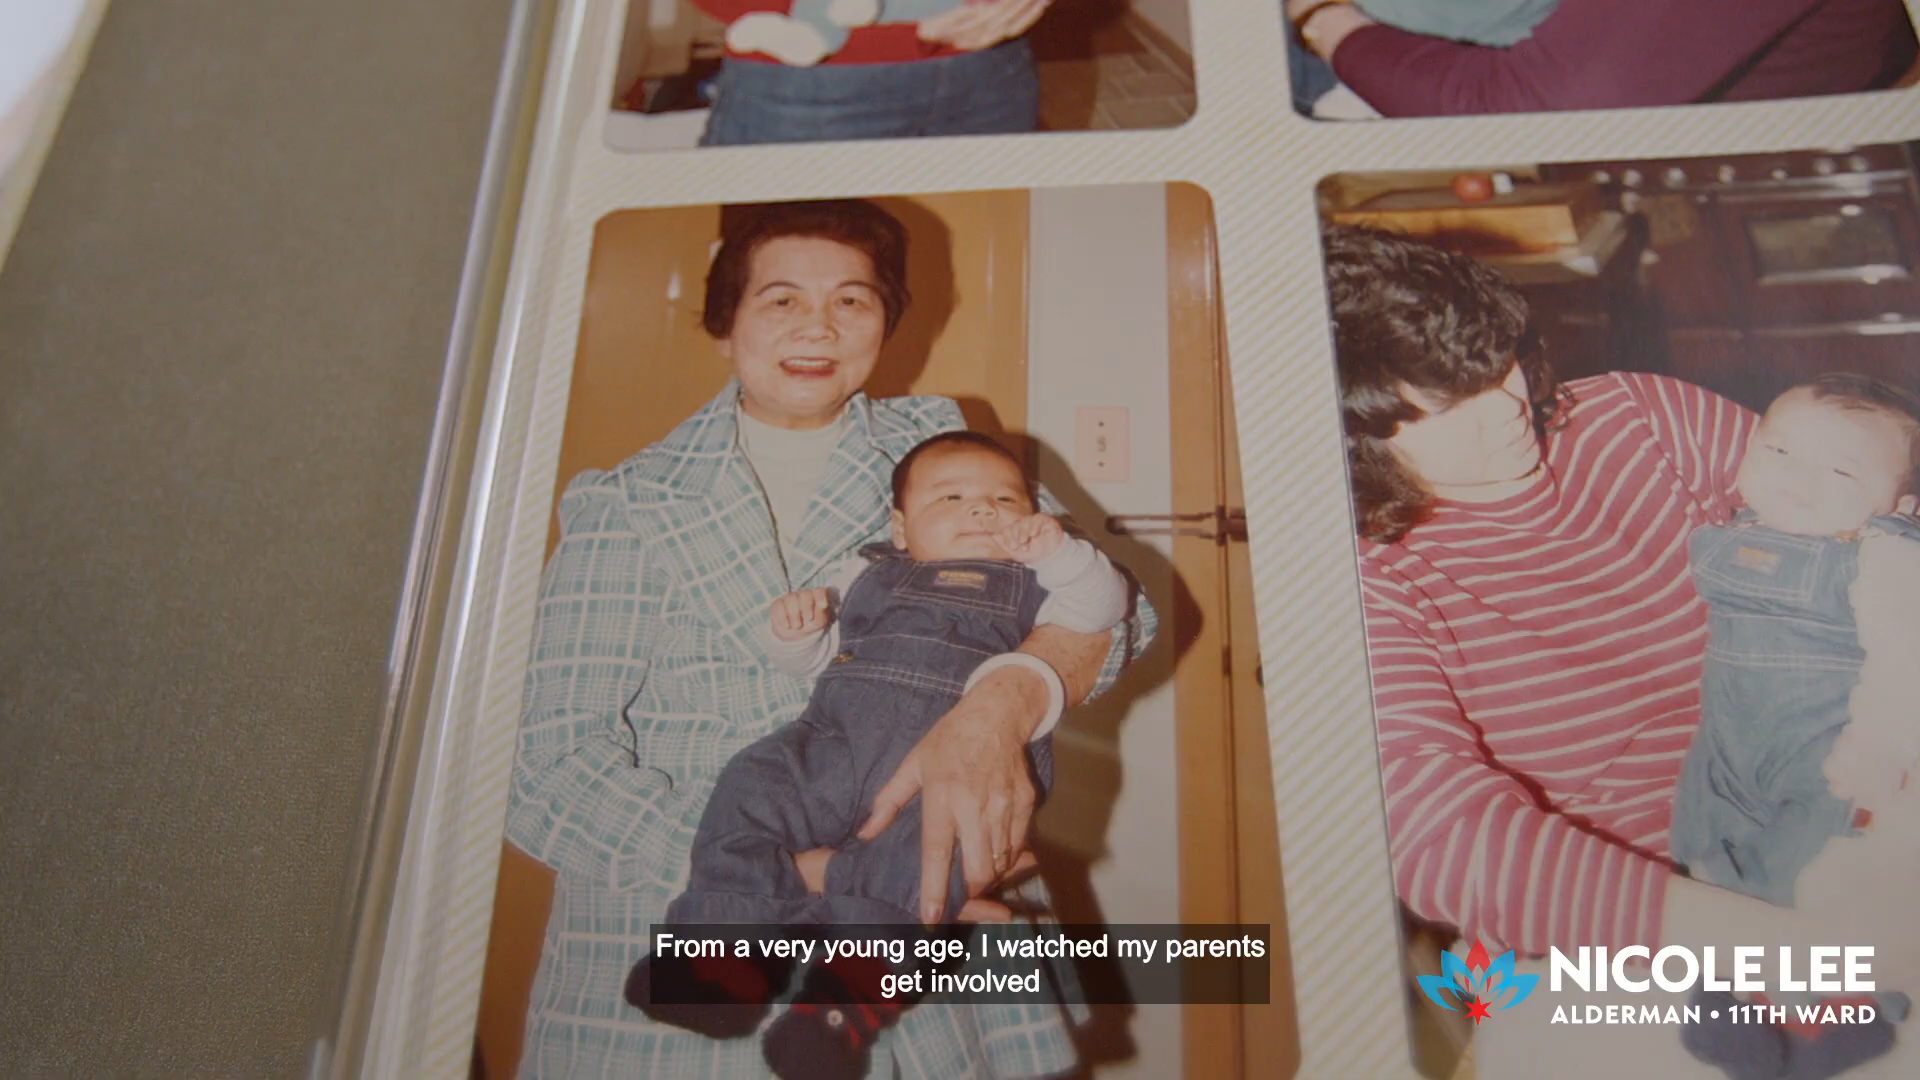 From a very young age, I watched my parents
get involved
NICOLE LEE
ALDERMAN • 11TH WARD